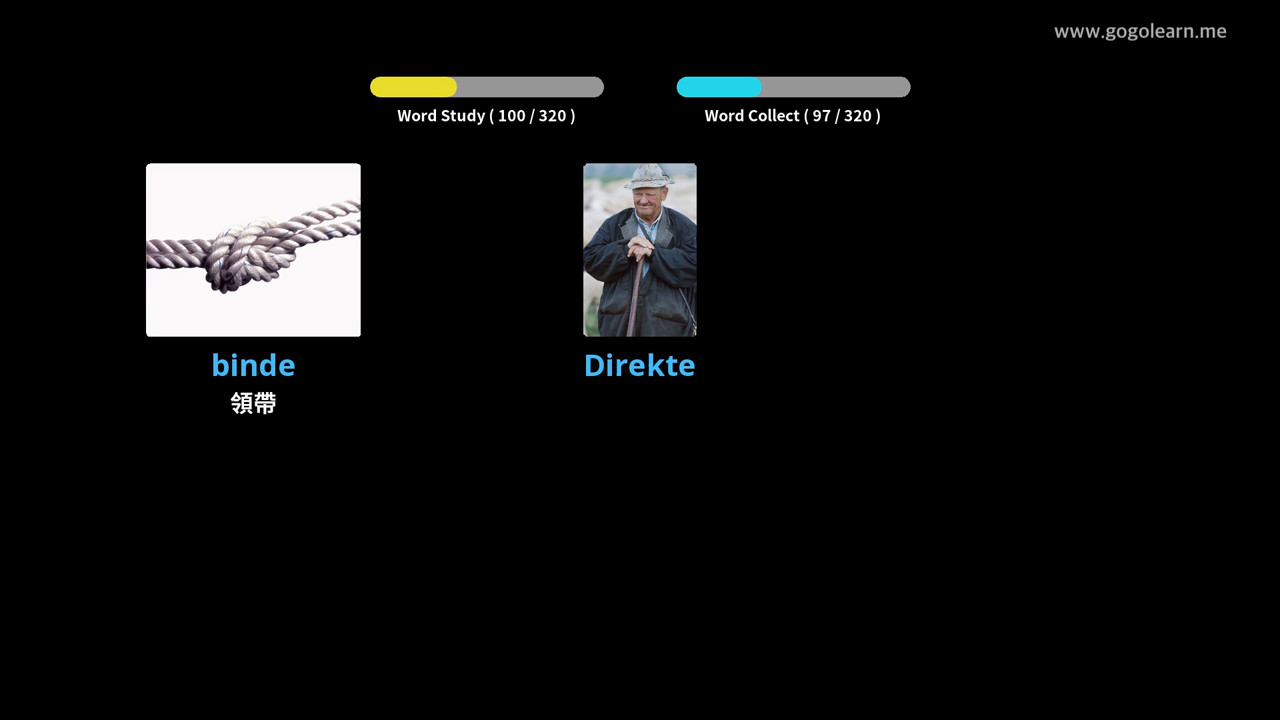 www.gogolearn.me
Word Study ( 100 / 320 )
Word Collect ( 97 / 320 )
binde
領帶
Direkte